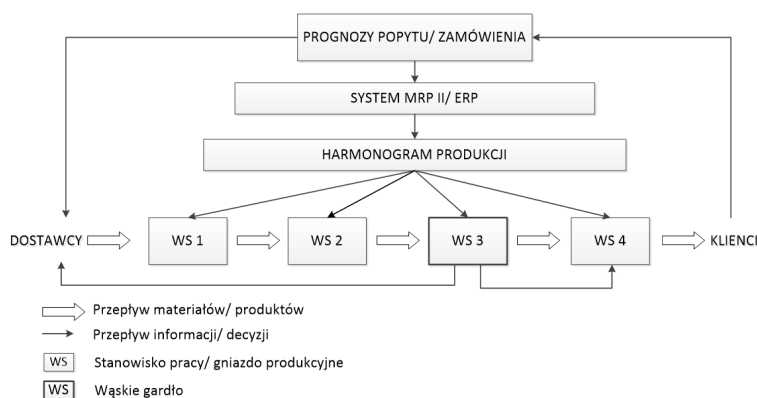 PROGNOZY POPYTU/ ZAMÓWIENIA
SYSTEM MRP II/ ERP
HARMONOGRAM PRODUKCJI
DOSTAWCY
WS 1
WS 2
WS 3
WS 4
KLIENCI
Przepływ materiałów/ produktów
Przepływ informacji/ decyzji
WS
Stanowisko pracy/ gniazdo produkcyjne
WS
Wąskie gardło